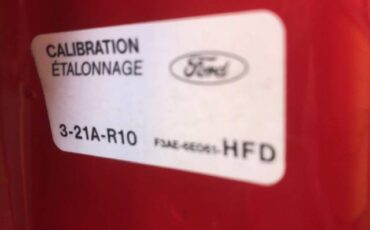 CALIBRATION
ÉTALONNAGE
Ford
3-21A-R10 F3AE-6E061-HFD